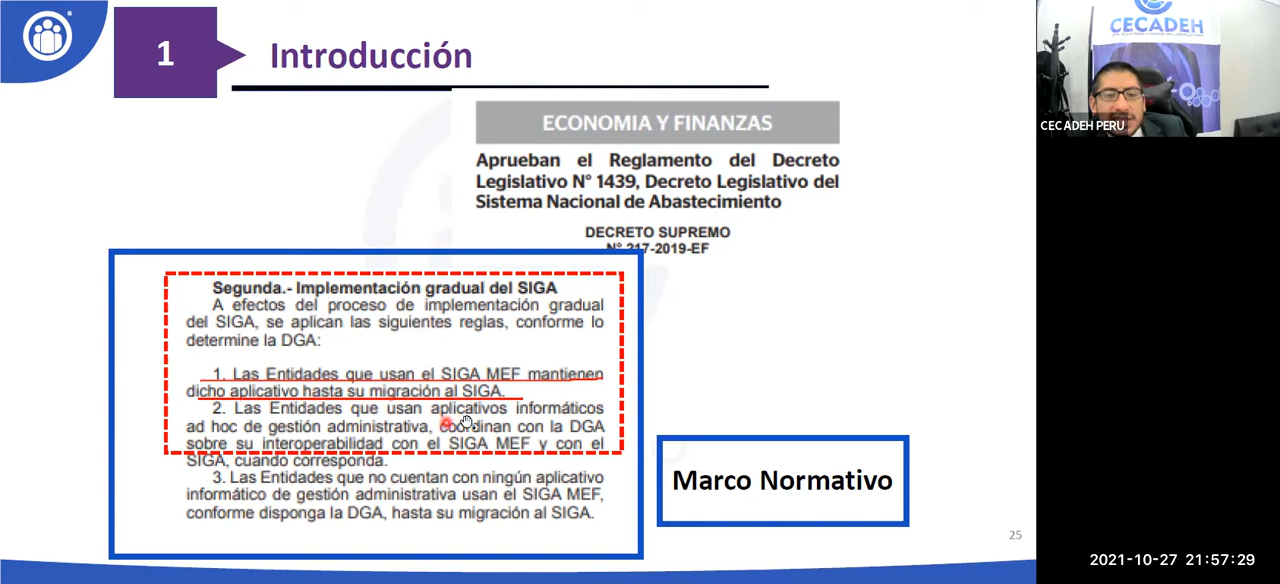 1
Introducción
ECONOMIA Y FINANZAS
Aprueban el Reglamento del Decreto
Legislativo N° 1439, Decreto Legislativo del
Sistema Nacional de Abastecimiento
DECRETO SUPREMO
N° 217-2019-EF
Segunda.- Implementación gradual del SIGA
A efectos del proceso de implementación gradual
del SIGA, se aplican las siguientes reglas, conforme lo
determine la DGA:
1. Las Entidades que usan el SIGA MEF mantienen
dicho aplicativo hasta su migración al SIGA.
2. Las Entidades que usan aplicativos informáticos
ad hoc de gestión administrativa, coordinan con la DGA
sobre su interoperabilidad con el SIGA MEF y con el
SIGA, cuando corresponda.
3. Las Entidades que no cuentan con ningún aplicativo
informático de gestión administrativa usan el SIGA MEF,
conforme disponga la DGA, hasta su migración al SIGA.
Marco Normativo
25
CECADEH
CECADEH PERU
2021-10-27 21:57:29